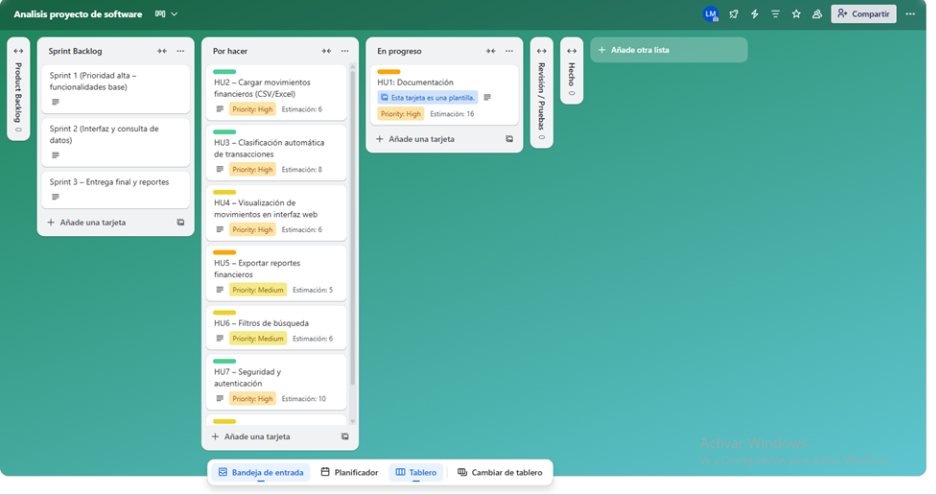 Analisis proyecto de software
LM
Compartir
Product Backlog
0
Sprint Backlog
Sprint 1 (Prioridad alta –
funcionalidades base)
Sprint 2 (Interfaz y consulta de
datos)
Sprint 3 – Entrega final y reportes
Añade una tarjeta
Por hacer
HU2 – Cargar movimientos
financieros (CSV/Excel)
Priority: High Estimación: 6
HU3 – Clasificación automática
de transacciones
Priority: High Estimación: 8
HU4 – Visualización de
movimientos en interfaz web
Priority: High Estimación: 6
HU5 – Exportar reportes
financieros
Priority: Medium Estimación: 5
HU6 – Filtros de búsqueda
Priority: Medium Estimación: 6
HU7 – Seguridad y
autenticación
Priority: High Estimación: 10
Añade una tarjeta
En progreso
HU1: Documentación
Esta tarjeta es una plantilla.
Priority: High Estimación: 16
Añade una tarjeta
Revisión / Pruebas
0
Hecho
0
Añade otra lista
Activar Windows
Bandeja de entrada
Planificador
Tablero
Cambiar de tablero